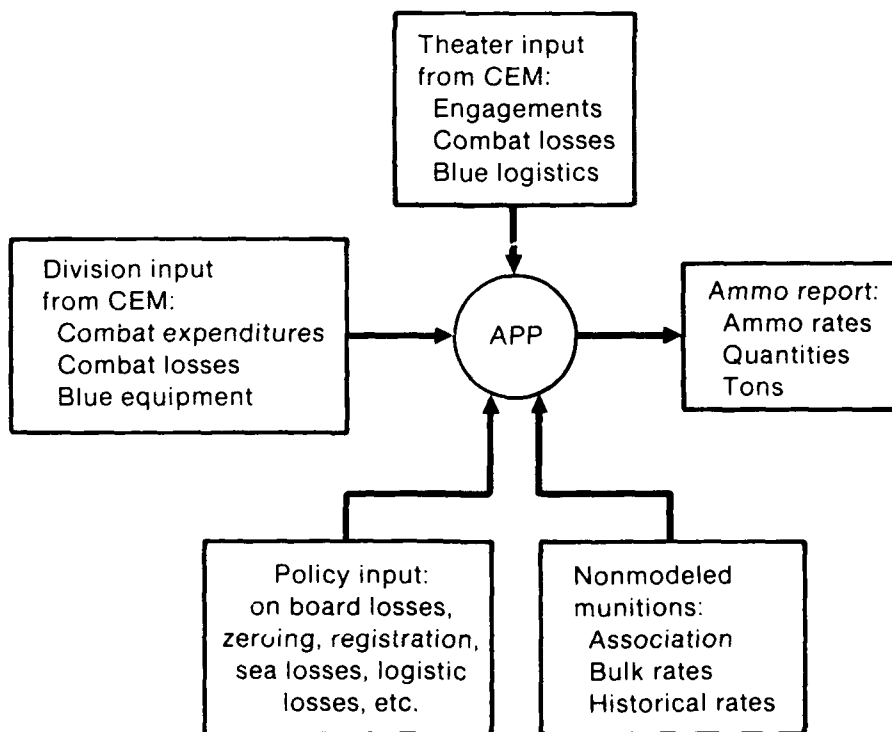 Theater input
from CEM:
Engagements
Combat losses
Blue logistics
Division input
from CEM:
Combat expenditures
Combat losses
Blue equipment
APP
Ammo report:
Ammo rates
Quantities
Tons
Policy input:
on board losses,
zeroing, registration,
sea losses, logistic
losses, etc.
Nonmodeled
munitions:
Association
Bulk rates
Historical rates